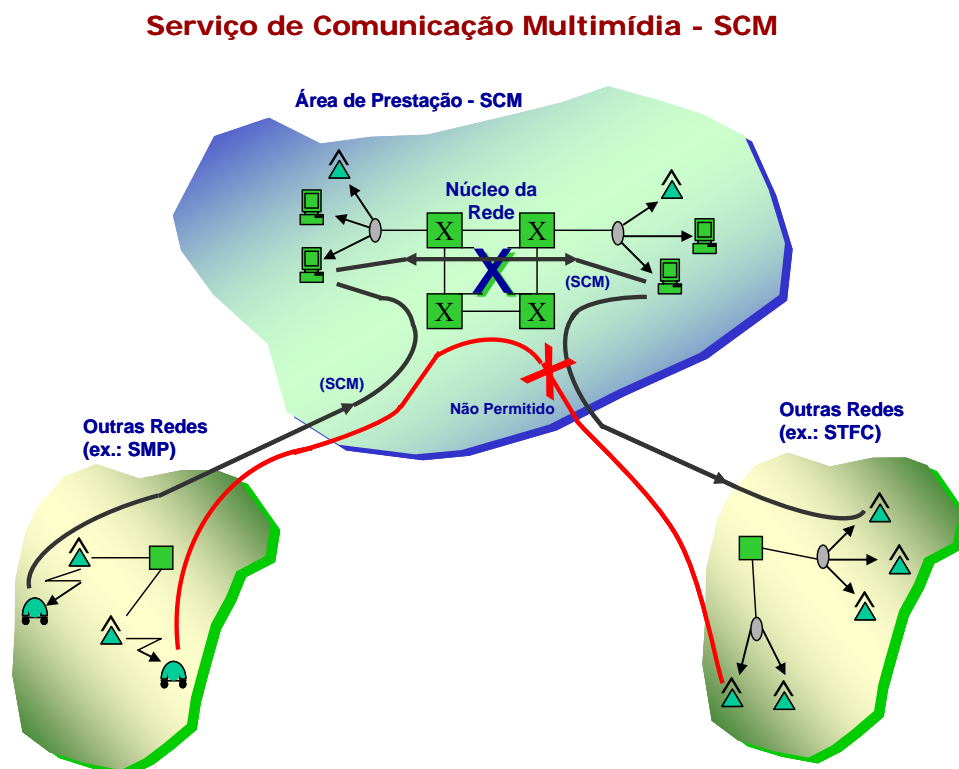 Serviço de Comunicação Multimídia - SCM
Área de Prestação - SCM
Núcleo da
Rede
X
X
X
(SCM)
X
X
(SCM)
Não Permitido
Outras Redes
(ex.: SMP)
Outras Redes
(ex.: STFC)